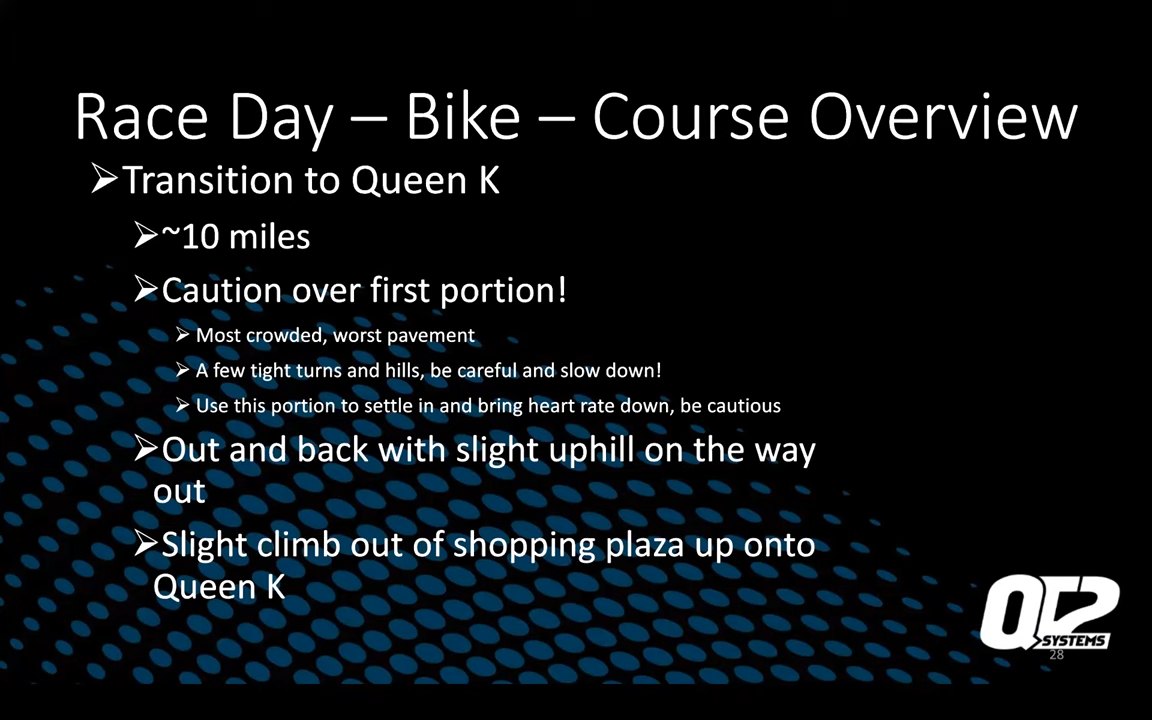 Race Day – Bike – Course Overview
➢Transition to Queen K
➢~10 miles
➢Caution over first portion!
➢ Most crowded, worst pavement
➢ A few tight turns and hills, be careful and slow down!
➢ Use this portion to settle in and bring heart rate down, be cautious
➢Out and back with slight uphill on the way
out
➢Slight climb out of shopping plaza up onto
Queen K
QT2
SYSTEMS
28